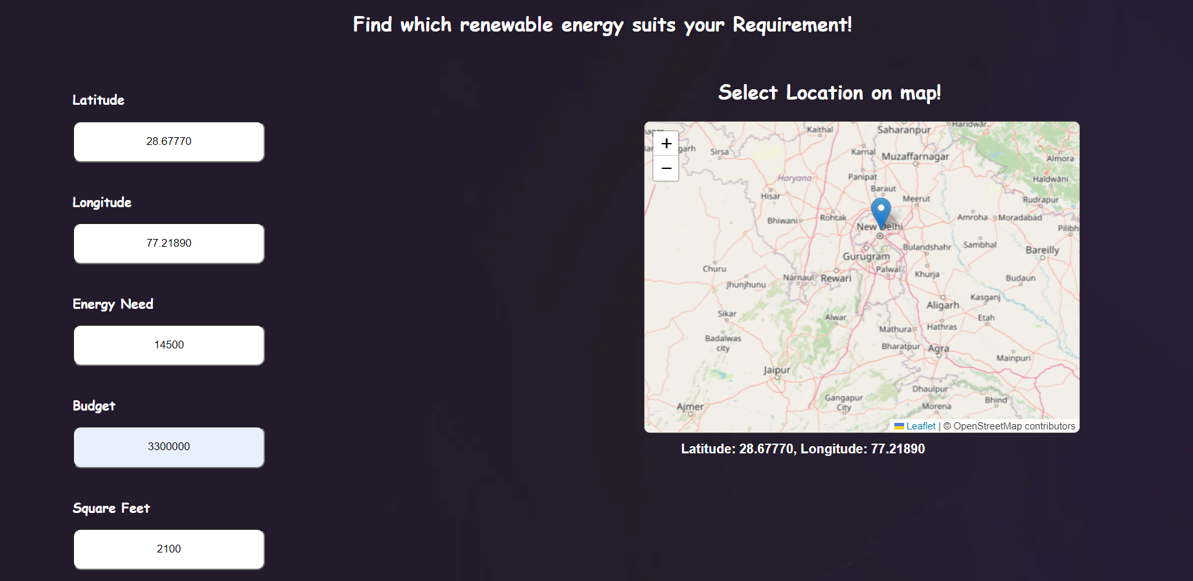 Find which renewable energy suits your Requirement!
Latitude
28.67770
Longitude
77.21890
Energy Need
14500
Budget
3300000
Square Feet
2100
Select Location on map!
+
−
Kaithal
Saharanpur
Haridwar
Sirsa
Karnal
Muzaffarnagar
Almora
Haryana
Panipat
Haldwani
Hisar
Baraut
Meerut
Rudrapur
Bhiwani
Rohtak
New Delhi
Amroha
Moradabad
Pilibh
Gurugram
Bulandshahr
Sambhal
Bareilly
Churu
Narnaul
Rewari
Palwal
Khurja
Budaun
Jhunjhunu
Kasganj
Aligarh
Sikar
Alwar
Mathura
Hathras
Etah
Badalwas
city
Bharatpur
Agra
Mainpuri
Jaipur
Dhaulpur
Gangapur
City
Morena
Bhind
Ajmer
Leaflet | © OpenStreetMap contributors
Latitude: 28.67770, Longitude: 77.21890